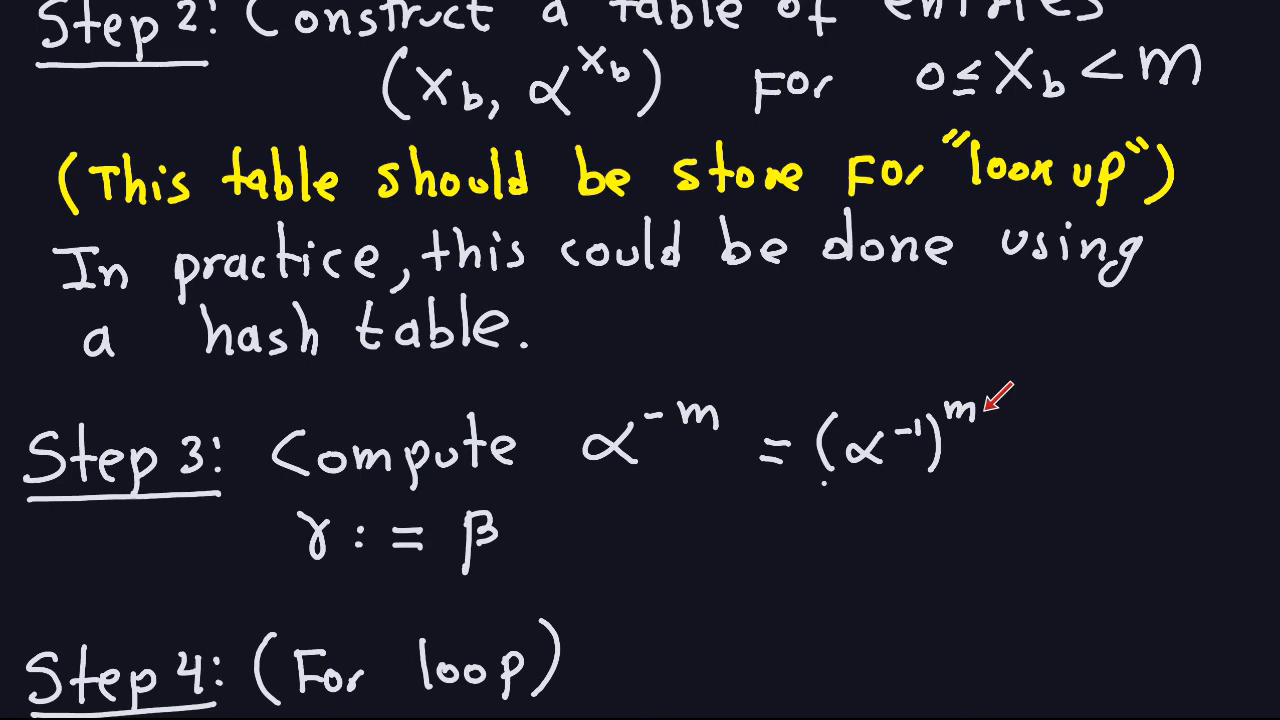 Step 2: Construct a table of entries
(x_b, α^{x_b}) For 0 ≤ x_b < m
(This table should be store For "look up")
In practice, this could be done using
a hash table.
Step 3: Compute α^{-m} = (α^{-1})^m
γ := β
Step 4: (For loop)